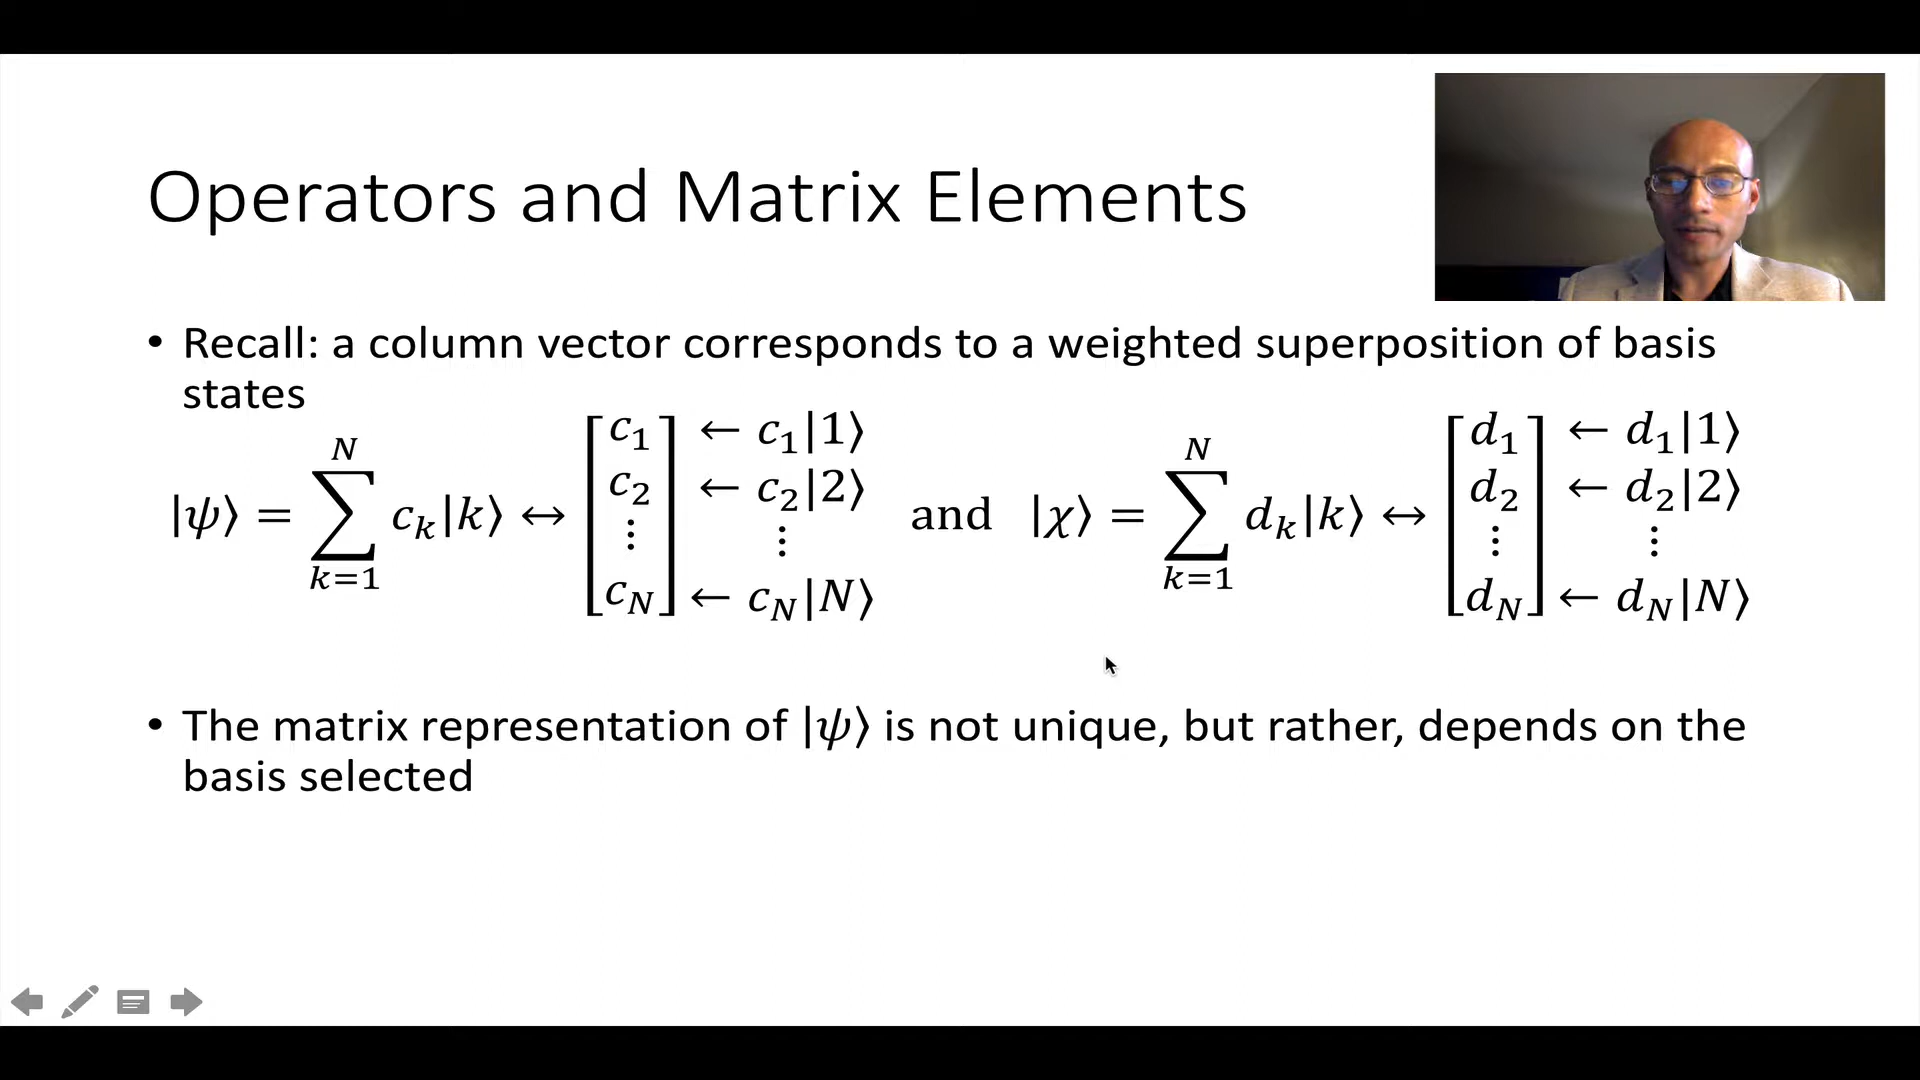 Operators and Matrix Elements
• Recall: a column vector corresponds to a weighted superposition of basis
states
|ψ⟩ = ∑_{k=1}^{N} c_k|k⟩ ↔ [c_1 c_2 ⋮ c_N] ← c_1|1⟩ ← c_2|2⟩ ⋮ ← c_N|N⟩ and |χ⟩ = ∑_{k=1}^{N} d_k|k⟩ ↔ [d_1 d_2 ⋮ d_N] ← d_1|1⟩ ← d_2|2⟩ ⋮ ← d_N|N⟩
• The matrix representation of |ψ⟩ is not unique, but rather, depends on the
basis selected